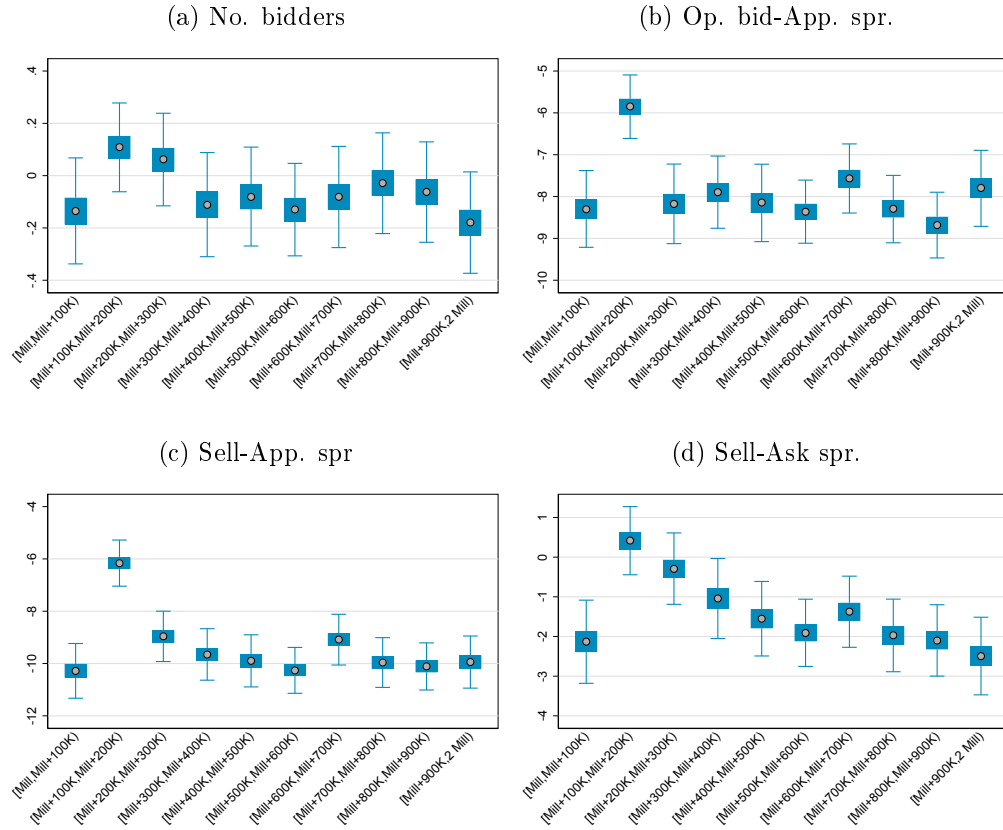 (a) No. bidders
.4
.2
0
-.2
-.4
[Mill,Mill+100K)
[Mill+100K,Mill+200K)
[Mill+200K,Mill+300K)
[Mill+300K,Mill+400K)
[Mill+400K,Mill+500K)
[Mill+500K,Mill+600K)
[Mill+600K,Mill+700K)
[Mill+700K,Mill+800K)
[Mill+800K,Mill+900K)
[Mill+900K,2 Mill)
(b) Op. bid-App. spr.
-5
-6
-7
-8
-9
-10
[Mill,Mill+100K)
[Mill+100K,Mill+200K)
[Mill+200K,Mill+300K)
[Mill+300K,Mill+400K)
[Mill+400K,Mill+500K)
[Mill+500K,Mill+600K)
[Mill+600K,Mill+700K)
[Mill+700K,Mill+800K)
[Mill+800K,Mill+900K)
[Mill+900K,2 Mill)
(c) Sell-App. spr
-4
-6
-8
-10
-12
[Mill,Mill+100K)
[Mill+100K,Mill+200K)
[Mill+200K,Mill+300K)
[Mill+300K,Mill+400K)
[Mill+400K,Mill+500K)
[Mill+500K,Mill+600K)
[Mill+600K,Mill+700K)
[Mill+700K,Mill+800K)
[Mill+800K,Mill+900K)
[Mill+900K,2 Mill)
(d) Sell-Ask spr.
1
0
-1
-2
-3
-4
[Mill,Mill+100K)
[Mill+100K,Mill+200K)
[Mill+200K,Mill+300K)
[Mill+300K,Mill+400K)
[Mill+400K,Mill+500K)
[Mill+500K,Mill+600K)
[Mill+600K,Mill+700K)
[Mill+700K,Mill+800K)
[Mill+800K,Mill+900K)
[Mill+900K,2 Mill)